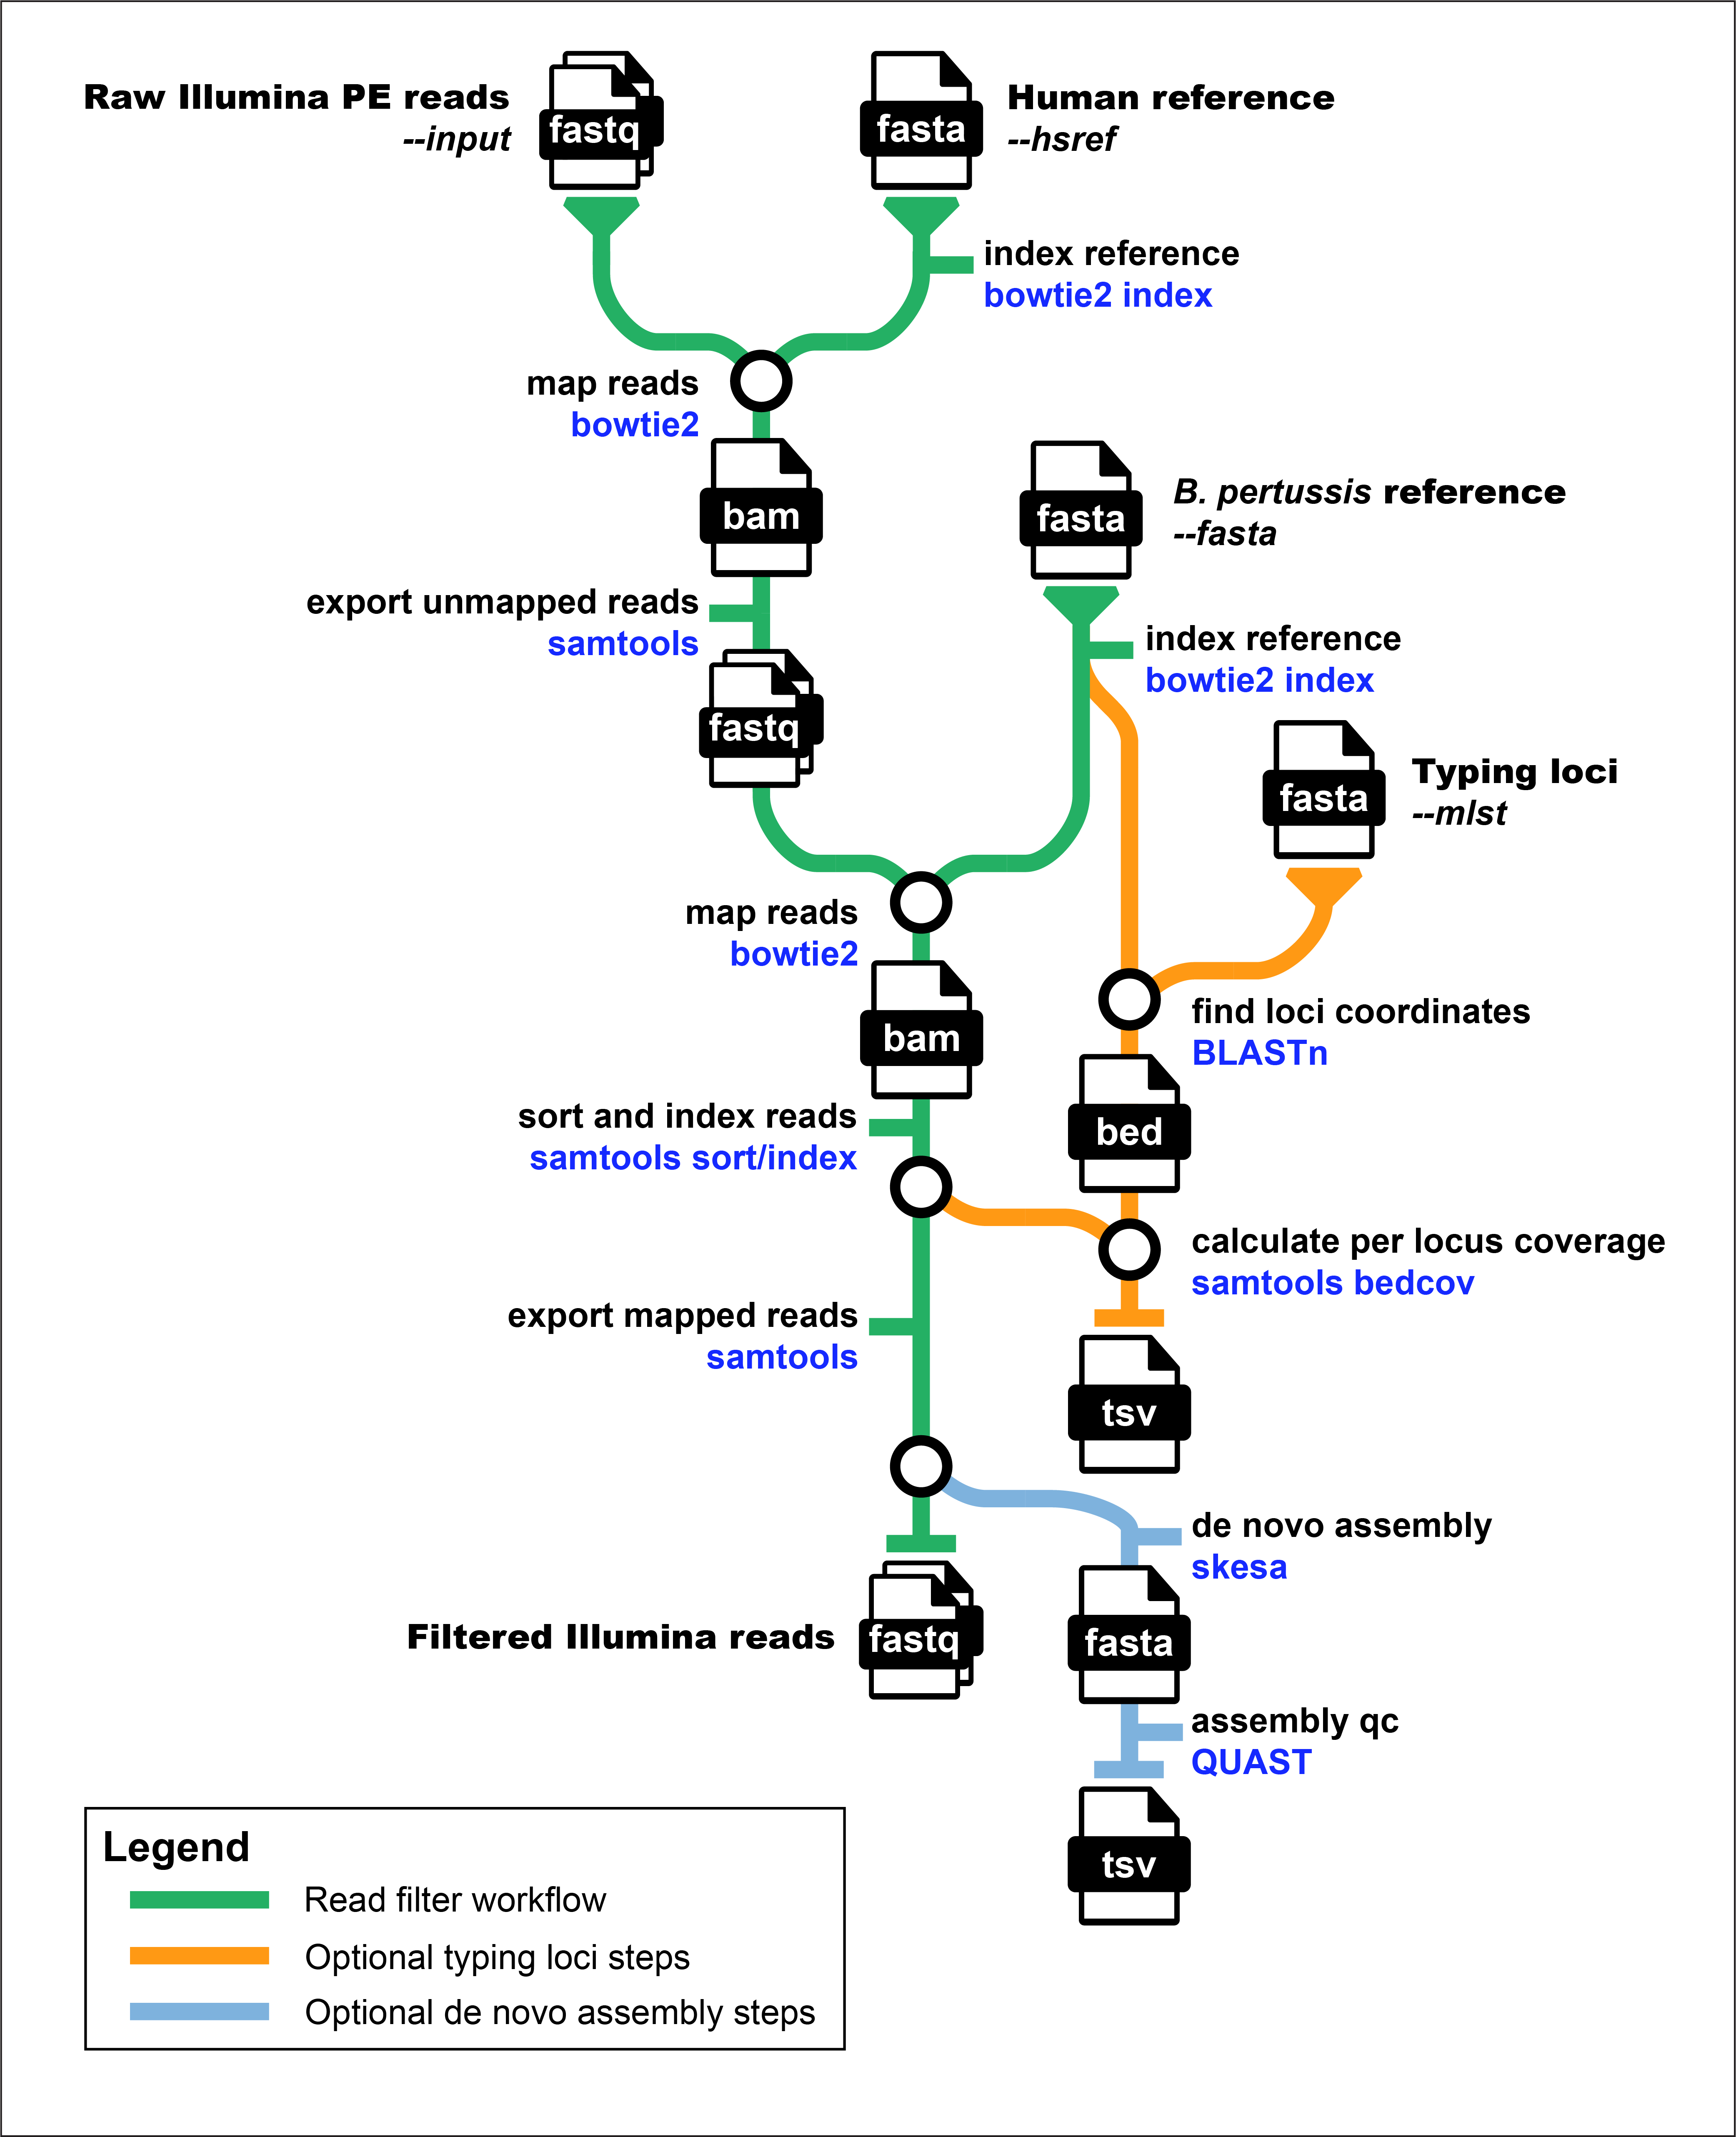 Raw Illumina PE reads
--input
fastq
fasta
Human reference
--hsref
index reference
bowtie2 index
map reads
bowtie2
bam
fasta
B. pertussis reference
--fasta
export unmapped reads
samtools
index reference
bowtie2 index
fastq
fasta
Typing loci
--mlst
map reads
bowtie2
find loci coordinates
BLASTn
bam
bed
sort and index reads
samtools sort/index
calculate per locus coverage
samtools bedcov
export mapped reads
samtools
tsv
de novo assembly
skesa
Filtered Illumina reads
fastq
fasta
assembly qc
QUAST
tsv
Legend
Read filter workflow
Optional typing loci steps
Optional de novo assembly steps